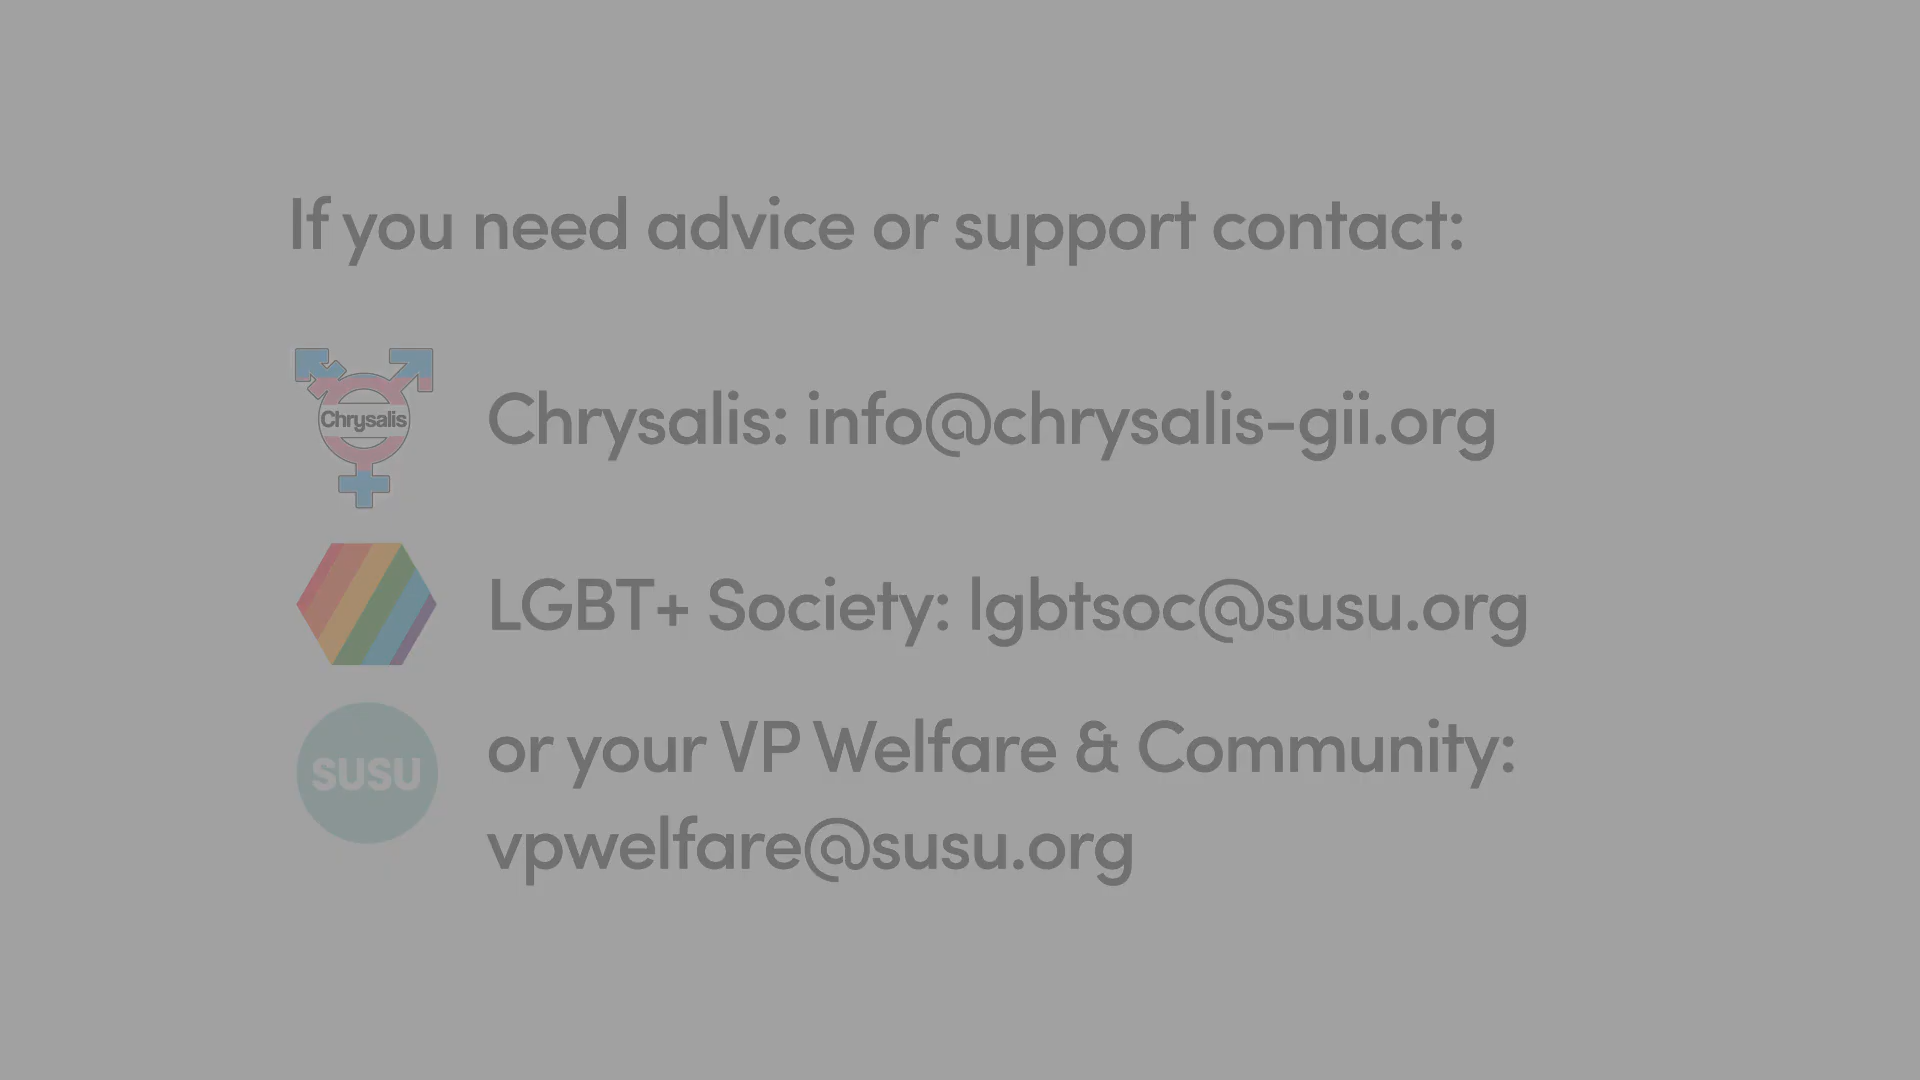 If you need advice or support contact:
Chrysalis
Chrysalis: info@chrysalis-gii.org
LGBT+ Society: lgbtsoc@susu.org
susu
or your VP Welfare & Community:
vpwelfare@susu.org